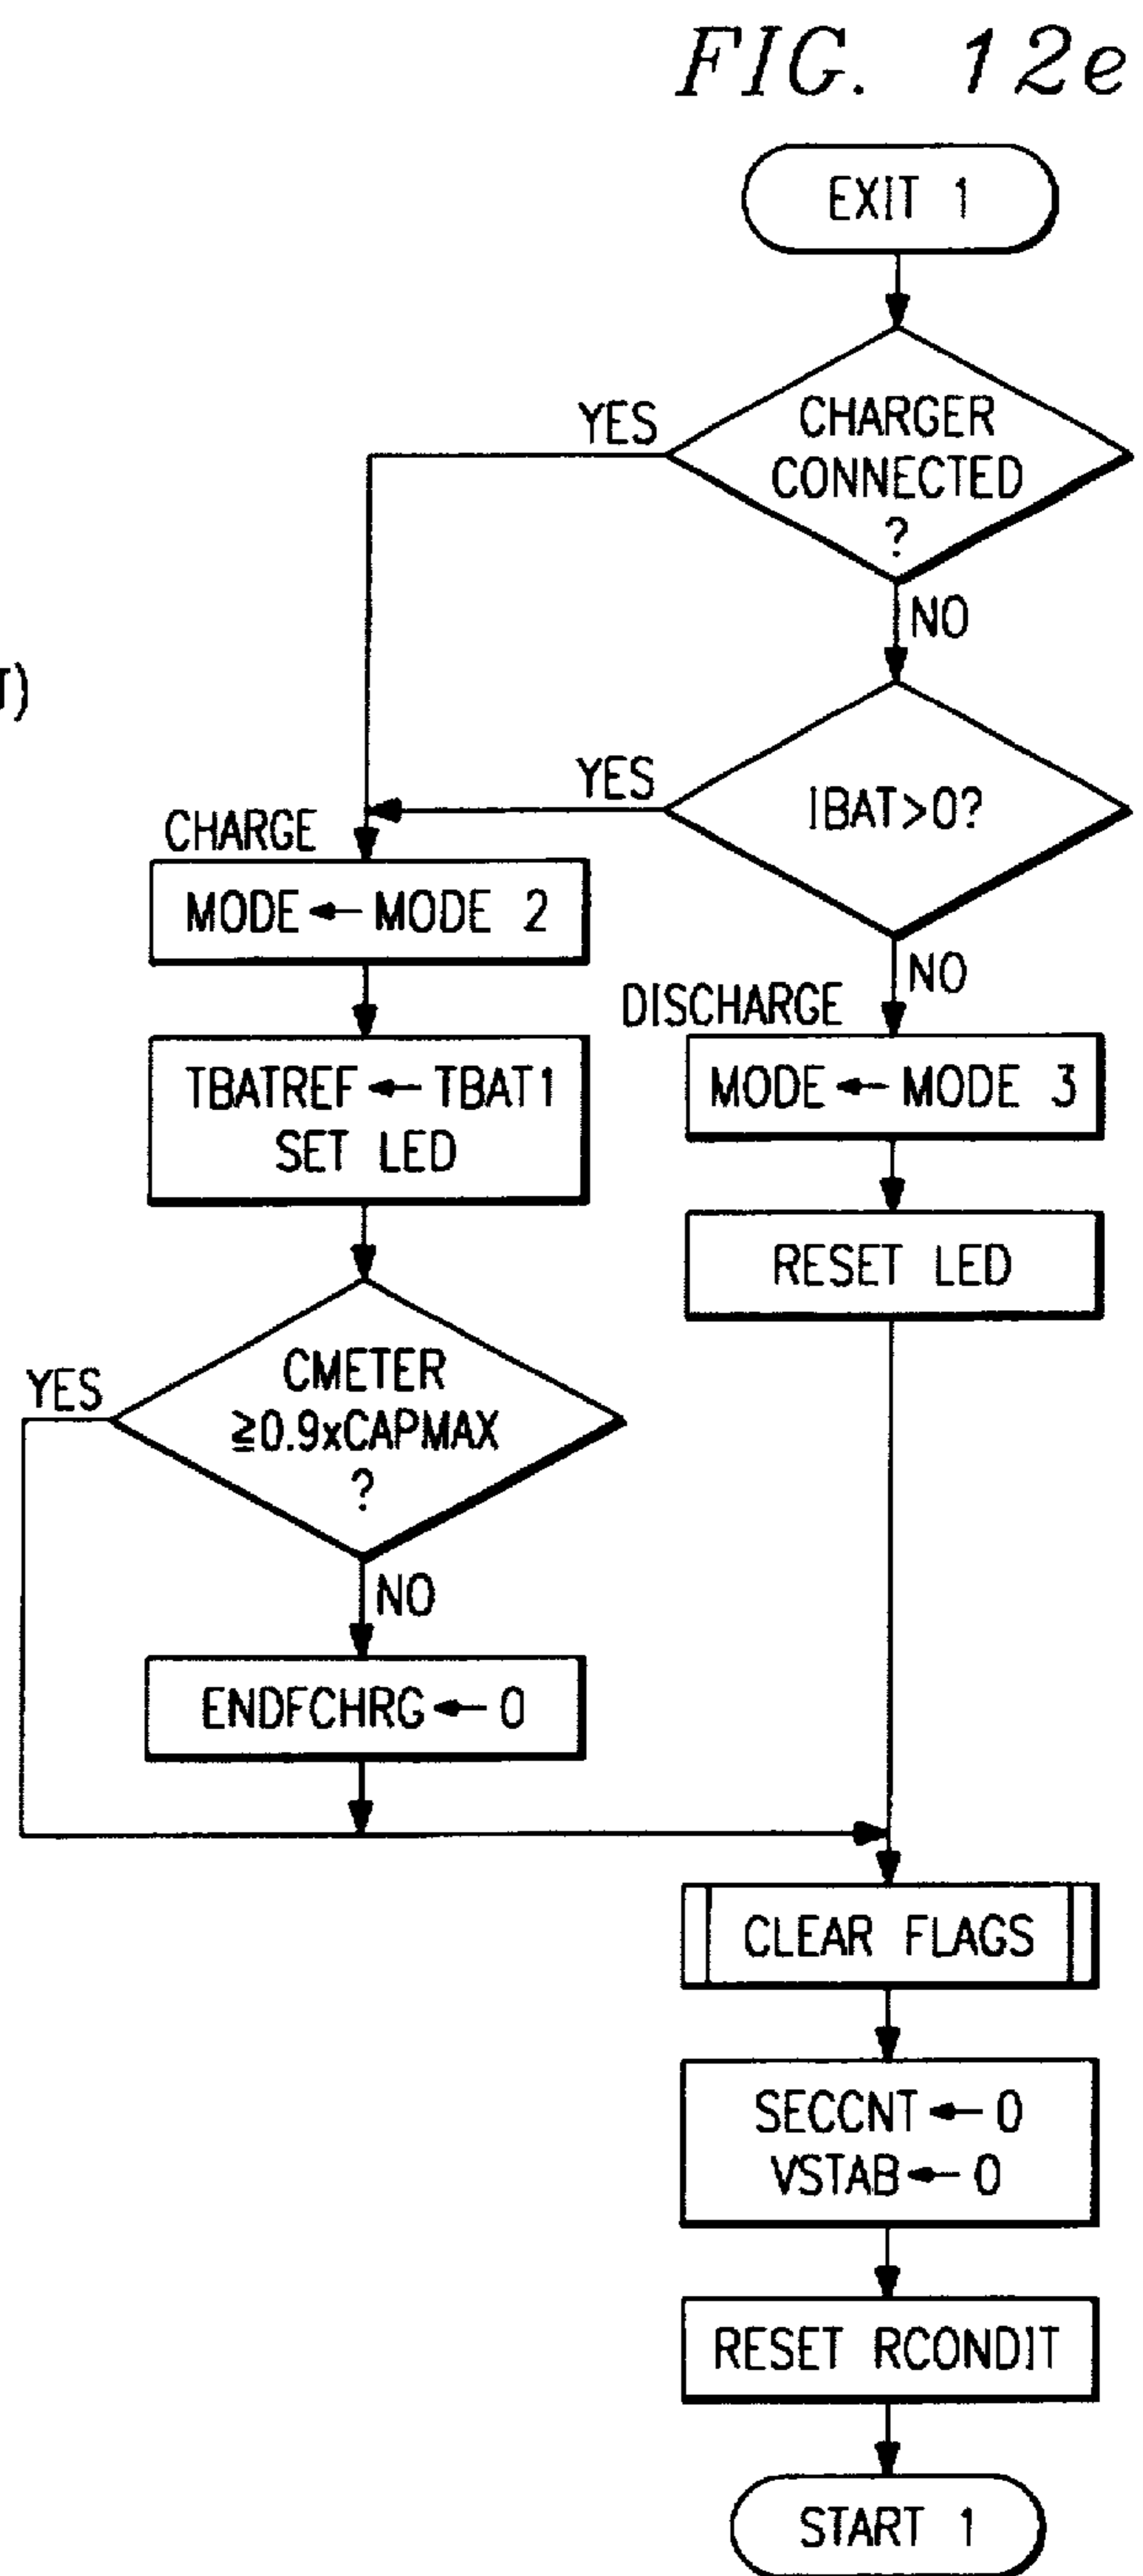 FIG. 12e
EXIT 1
CHARGER
CONNECTED
?
YES
NO
T)
IBAT>0?
YES
NO
CHARGE
MODE ← MODE 2
TBATREF ← TBAT1
SET LED
DISCHARGE
MODE ← MODE 3
RESET LED
CMETER
≧0.9xCAPMAX
?
YES
NO
ENDFCHRG ← 0
CLEAR FLAGS
SECCNT ← 0
VSTAB ← 0
RESET RCONDIT
START 1